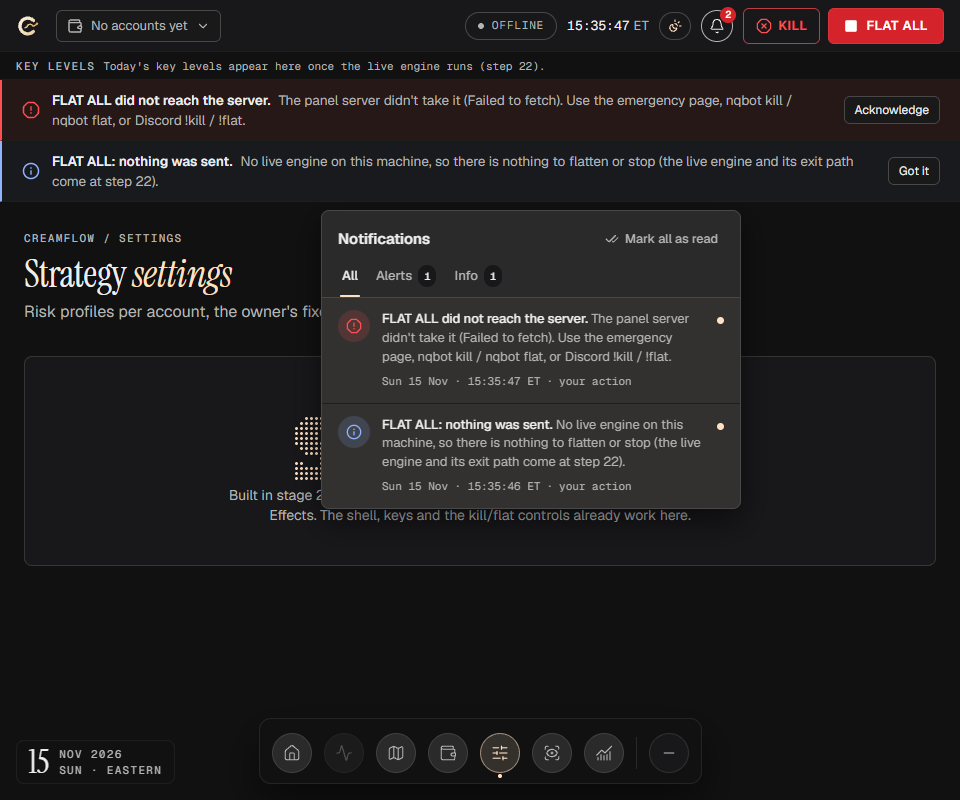 No accounts yet
OFFLINE
15:35:47 ET
2
KILL
FLAT ALL
KEY LEVELS Today's key levels appear here once the live engine runs (step 22).
FLAT ALL did not reach the server. The panel server didn't take it (Failed to fetch). Use the emergency page, nqbot kill /
nqbot flat, or Discord !kill / !flat.
Acknowledge
FLAT ALL: nothing was sent. No live engine on this machine, so there is nothing to flatten or stop (the live engine and its exit path
come at step 22).
Got it
CREAMFLOW / SETTINGS
Strategy settings
Risk profiles per account, the owner's
Notifications
Mark all as read
All
Alerts 1
Info 1
FLAT ALL did not reach the server. The panel server
didn't take it (Failed to fetch). Use the emergency
page, nqbot kill / nqbot flat, or Discord !kill / !flat.
Sun 15 Nov · 15:35:47 ET · your action
FLAT ALL: nothing was sent. No live engine on this
machine, so there is nothing to flatten or stop (the live
engine and its exit path come at step 22).
Sun 15 Nov · 15:35:46 ET · your action
Built in stage
Effects. The shell, keys and the kill/flat controls already work here.
15
NOV 2026
SUN · EASTERN